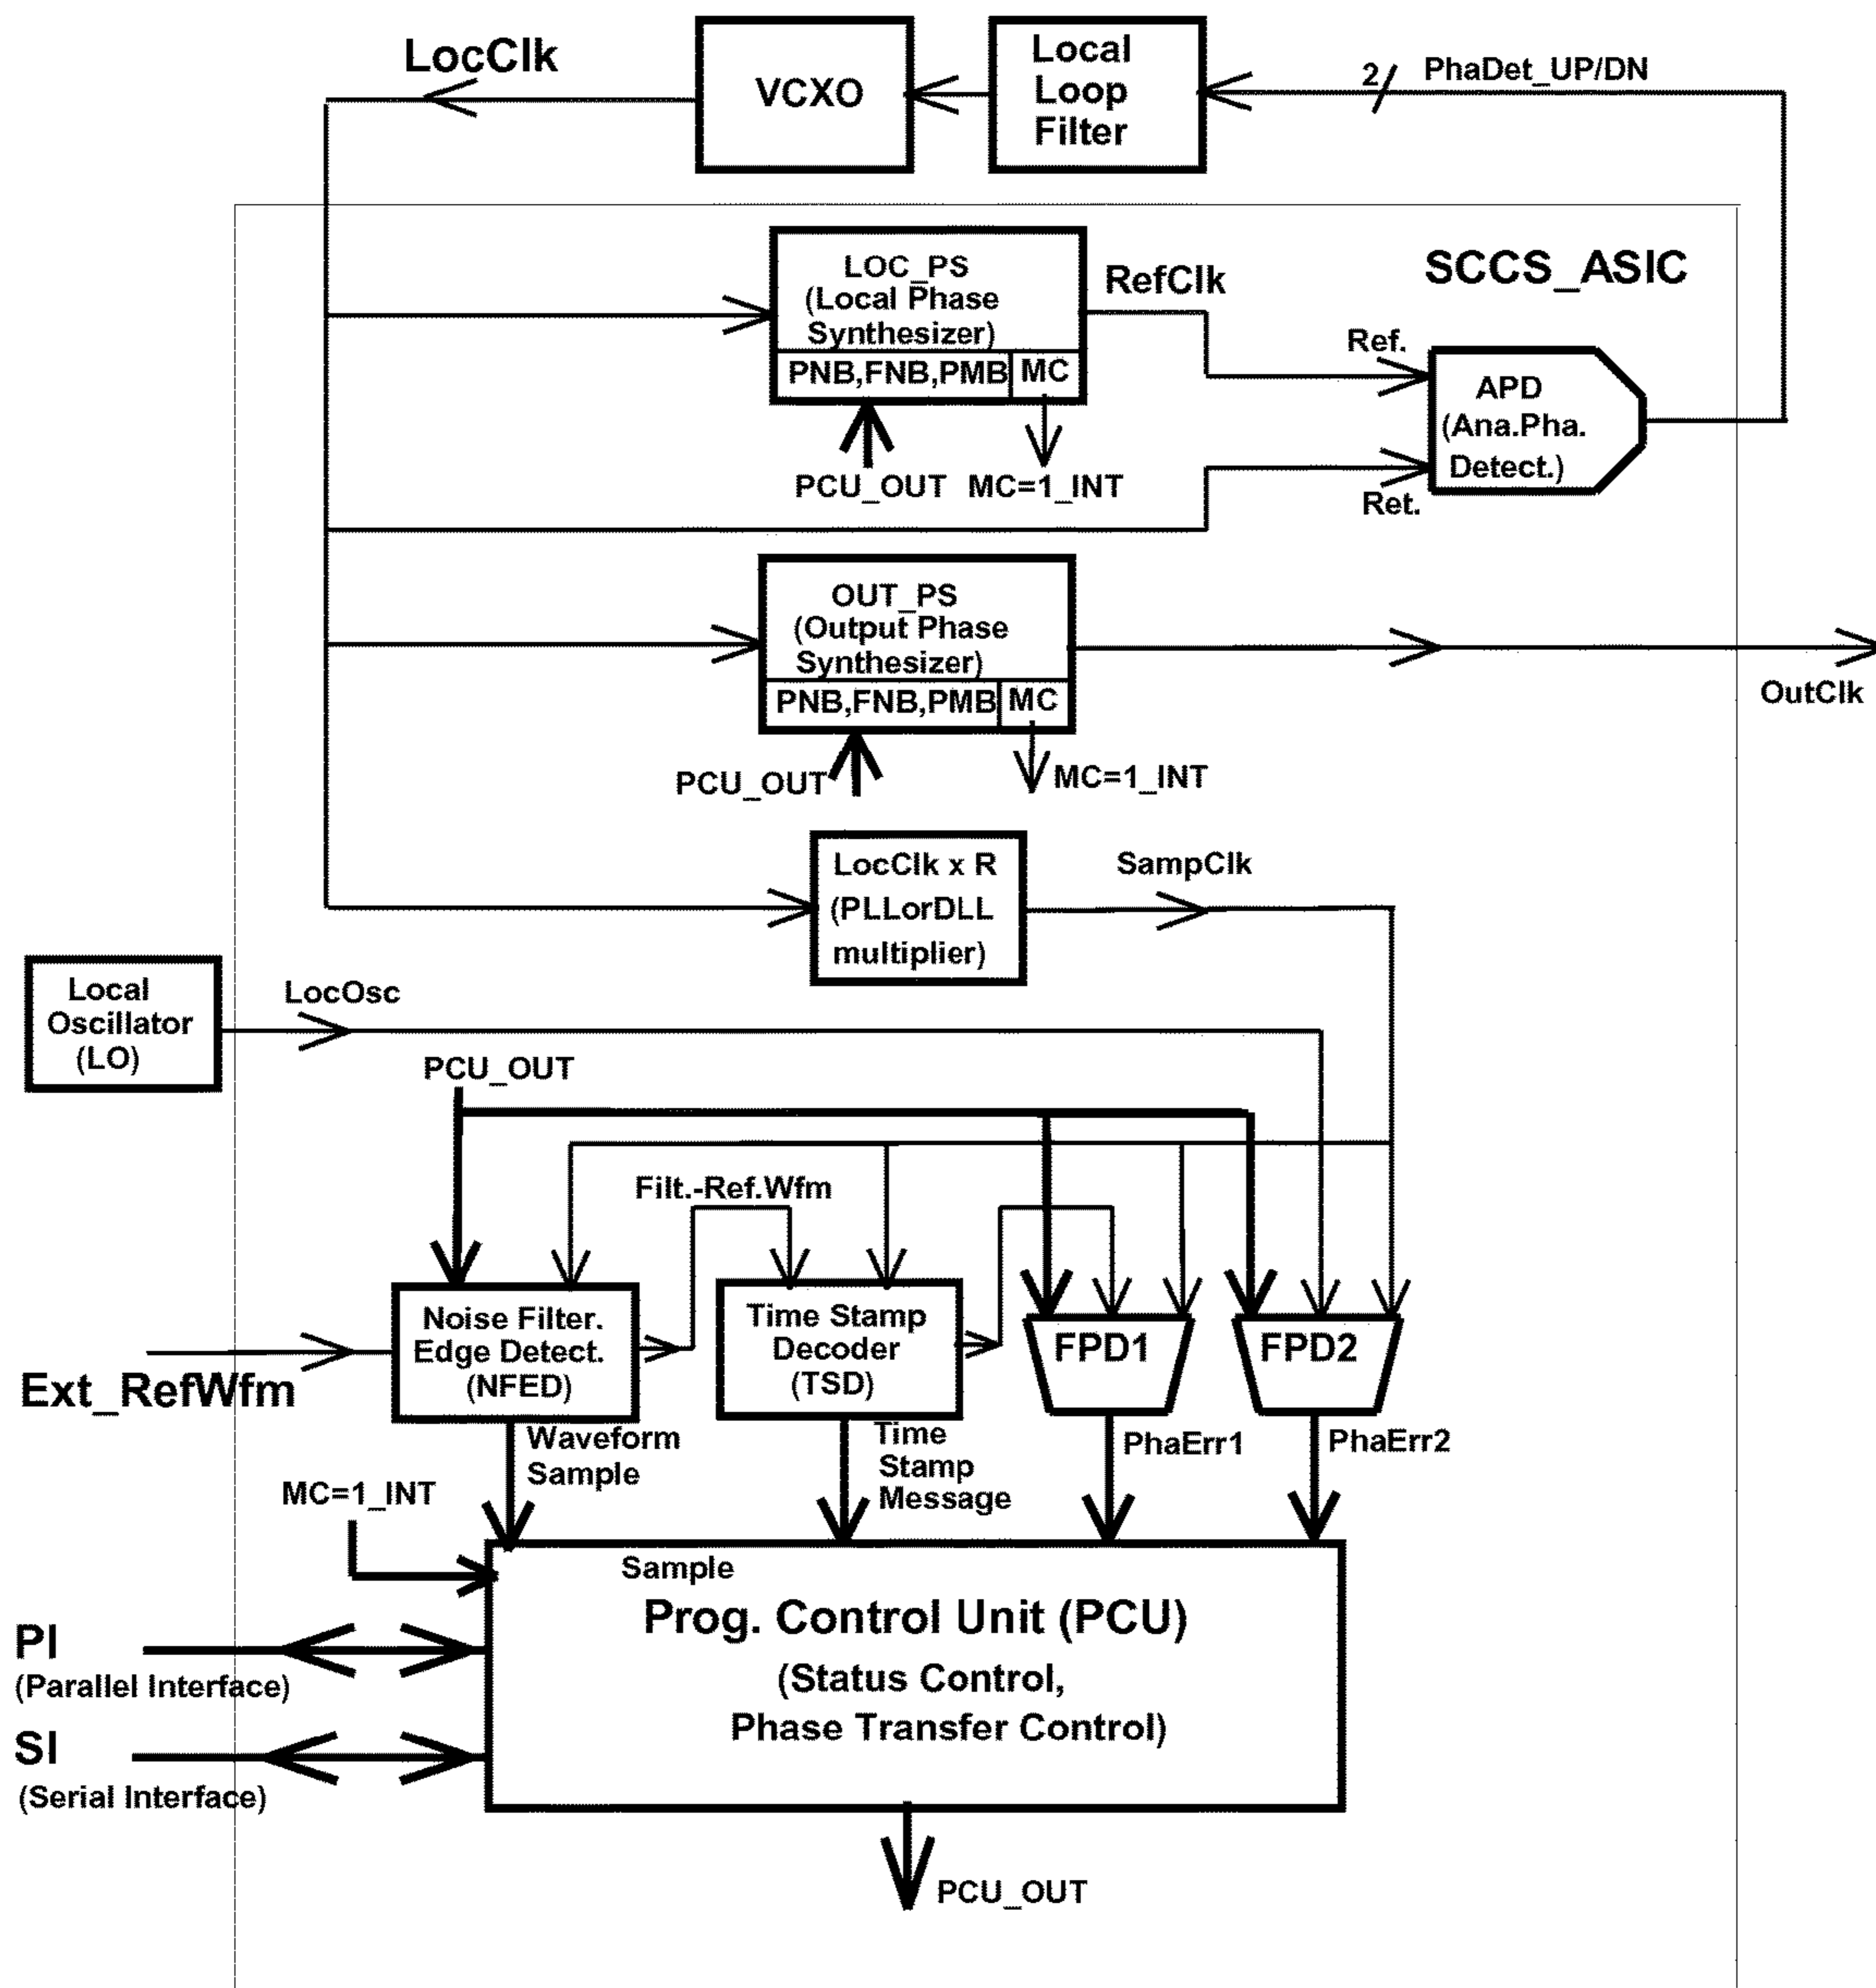 LocClk
VCXO
Local
Loop
Filter
2
PhaDet_UP/DN
LOC_PS
(Local Phase
Synthesizer)
PNB,FNB,PMB
MC
RefClk
SCCS_ASIC
Ref.
APD
(Ana.Pha.
Detect.)
Ret.
PCU_OUT
MC=1_INT
OUT_PS
(Output Phase
Synthesizer)
PNB,FNB,PMB
MC
OutClk
PCU_OUT
MC=1_INT
LocClk x R
(PLLorDLL
multiplier)
SampClk
Local
Oscillator
(LO)
LocOsc
PCU_OUT
Filt.-Ref.Wfm
Noise Filter.
Edge Detect.
(NFED)
Time Stamp
Decoder
(TSD)
FPD1
FPD2
Ext_RefWfm
Waveform
Sample
Time
Stamp
Message
PhaErr1
PhaErr2
MC=1_INT
Sample
Prog. Control Unit (PCU)
(Status Control,
Phase Transfer Control)
PI
(Parallel Interface)
SI
(Serial Interface)
PCU_OUT